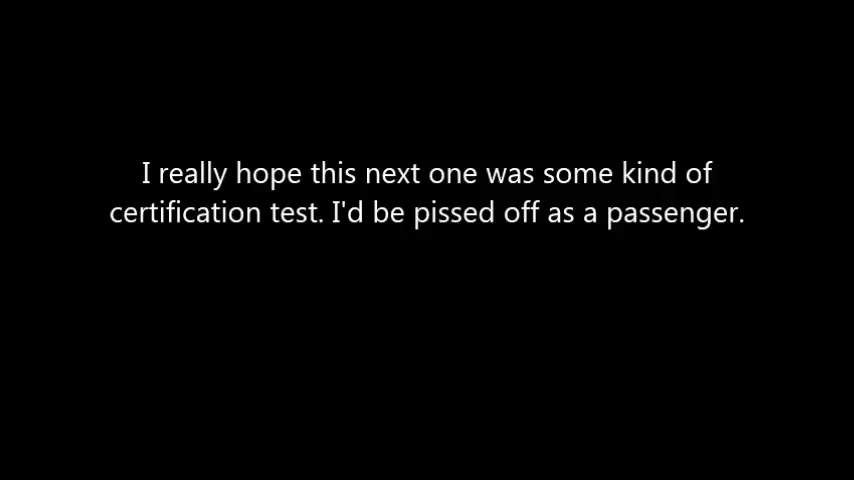 I really hope this next one was some kind of
certification test. I'd be pissed off as a passenger.